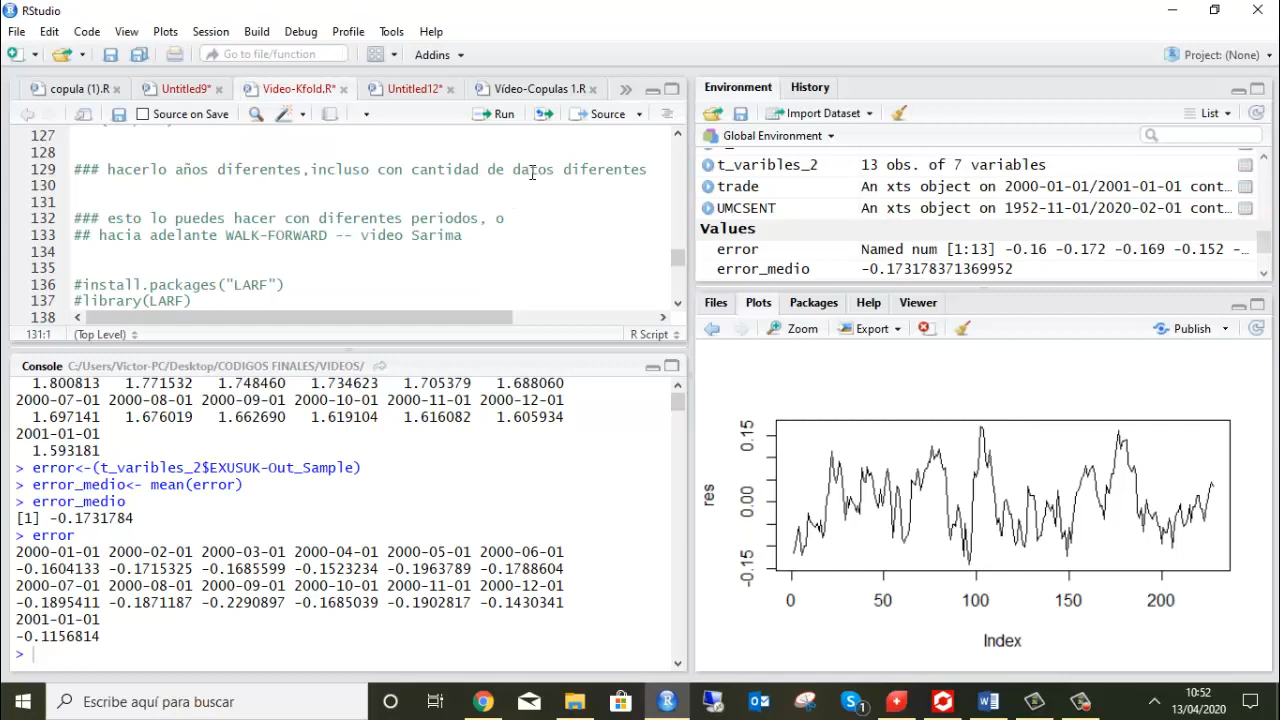 RStudio
File Edit Code View Plots Session Build Debug Profile Tools Help
Go to file/function Addins Project: (None)
copula (1).R Untitled9* Video-Kfold.R* Untitled12* Vídeo-Copulas 1.R
Source on Save Run Source
127
128
129 ### hacerlo años diferentes,incluso con cantidad de datos diferentes
130
131
132 ### esto lo puedes hacer con diferentes periodos, o
133 ## hacia adelante WALK-FORWARD -- video Sarima
134
135
136 #install.packages("LARF")
137 #library(LARF)
138
131:1 (Top Level) R Script
Console C:/Users/Victor-PC/Desktop/CODIGOS FINALES/VIDEOS/
1.800813 1.771532 1.748460 1.734623 1.705379 1.688060
2000-07-01 2000-08-01 2000-09-01 2000-10-01 2000-11-01 2000-12-01
1.697141 1.676019 1.662690 1.619104 1.616082 1.605934
2001-01-01
1.593181
> error<-(t_varibles_2$EXUSUK-Out_Sample)
> error_medio<- mean(error)
> error_medio
[1] -0.1731784
> error
2000-01-01 2000-02-01 2000-03-01 2000-04-01 2000-05-01 2000-06-01
-0.1604133 -0.1715325 -0.1685599 -0.1523234 -0.1963789 -0.1788604
2000-07-01 2000-08-01 2000-09-01 2000-10-01 2000-11-01 2000-12-01
-0.1895411 -0.1871187 -0.2290897 -0.1685039 -0.1902817 -0.1430341
2001-01-01
-0.1156814
>
Environment History
Import Dataset List
Global Environment
t_varibles_2 13 obs. of 7 variables
trade An xts object on 2000-01-01/2001-01-01 cont…
UMCSENT An xts object on 1952-11-01/2020-02-01 cont…
Values
error Named num [1:13] -0.16 -0.172 -0.169 -0.152 -…
error_medio -0.173178371369952
Files Plots Packages Help Viewer
Zoom Export Publish
res
0.15
0.00
-0.15
0 50 100 150 200
Index
Escribe aquí para buscar
1
10:52
13/04/2020